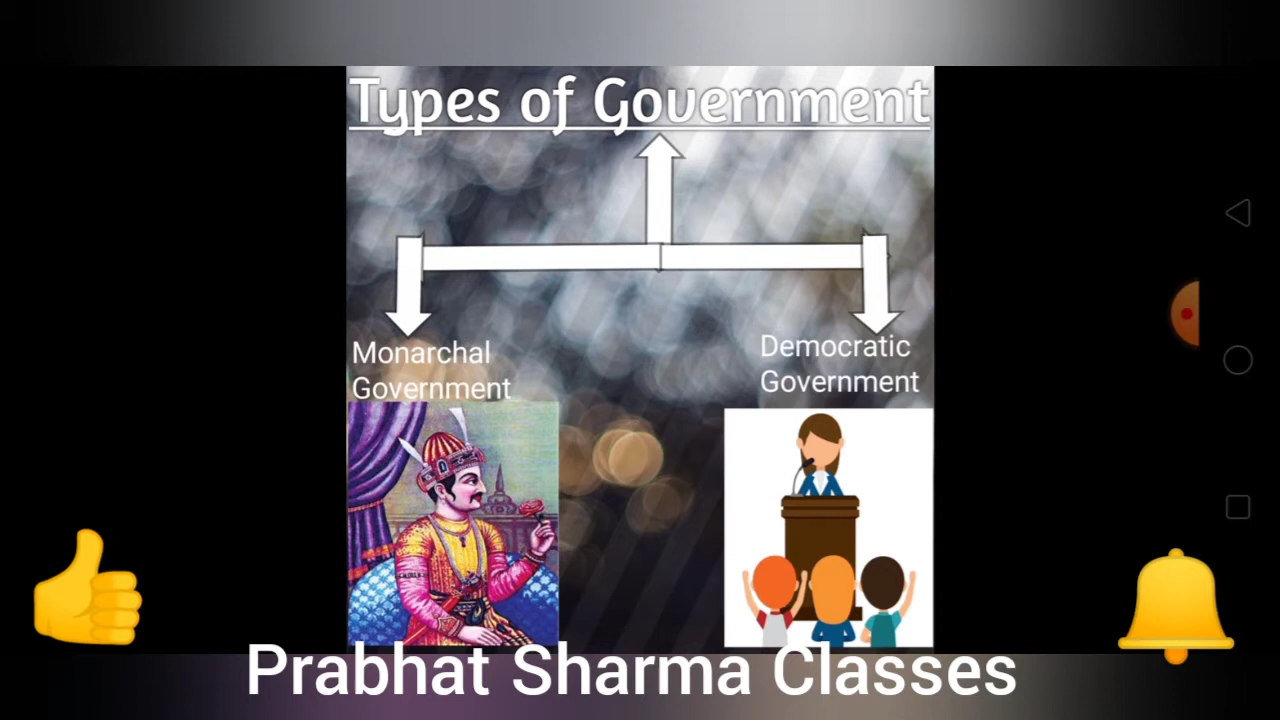 Types of Government
Monarchal
Government
Democratic
Government
Prabhat Sharma Classes